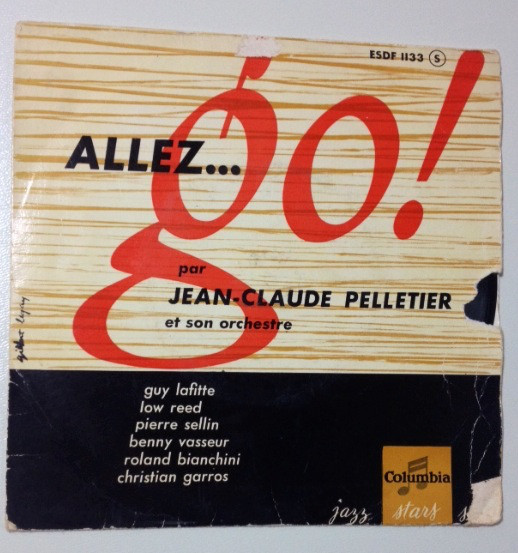 ESDF 1133 S
ALLEZ...
go!
par
JEAN-CLAUDE PELLETIER
et son orchestre
guy lafitte
low reed
pierre sellin
benny vasseur
roland bianchini
christian garros
Columbia
jazz stars s